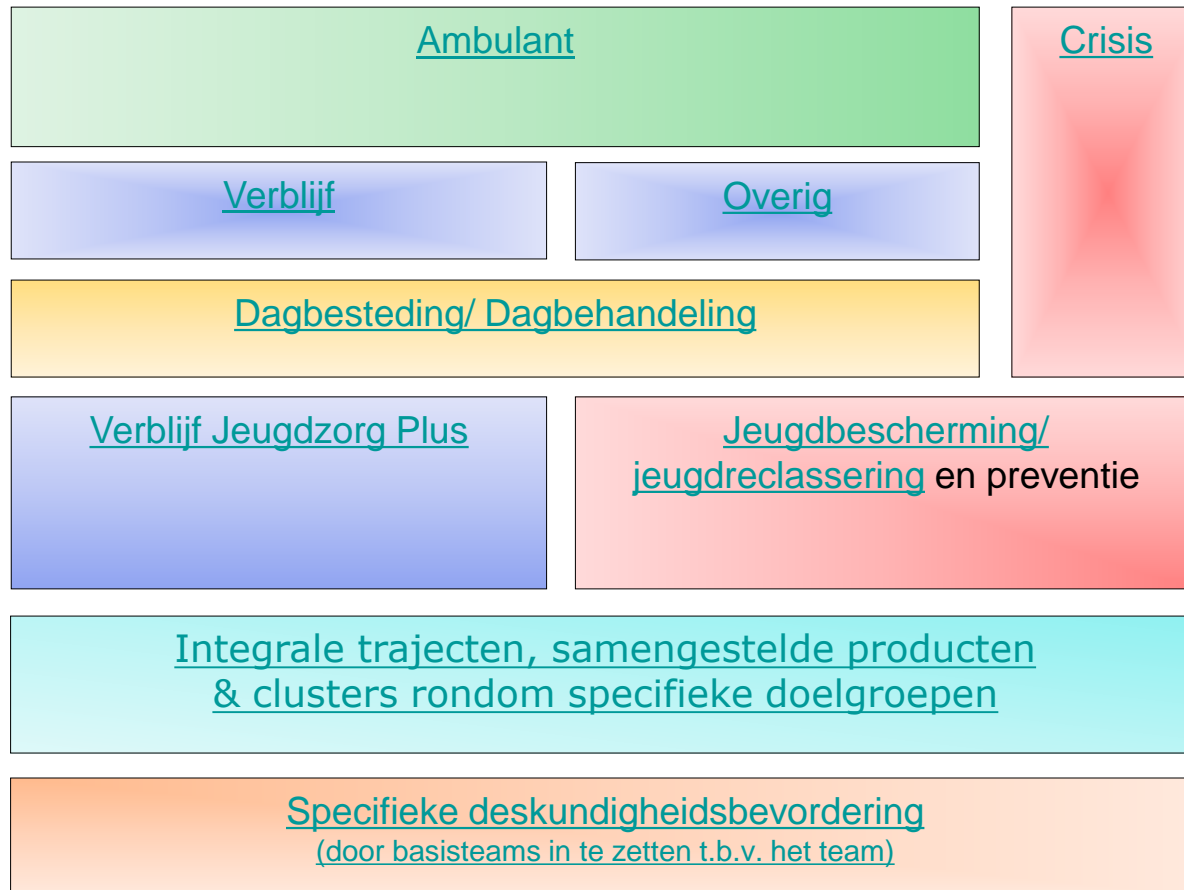 Ambulant
Crisis
Verblijf
Overig
Dagbesteding/ Dagbehandeling
Verblijf Jeugdzorg Plus
Jeugdbescherming/
jeugdreclassering en preventie
Integrale trajecten, samengestelde producten
& clusters rondom specifieke doelgroepen
Specifieke deskundigheidsbevordering
(door basisteams in te zetten t.b.v. het team)